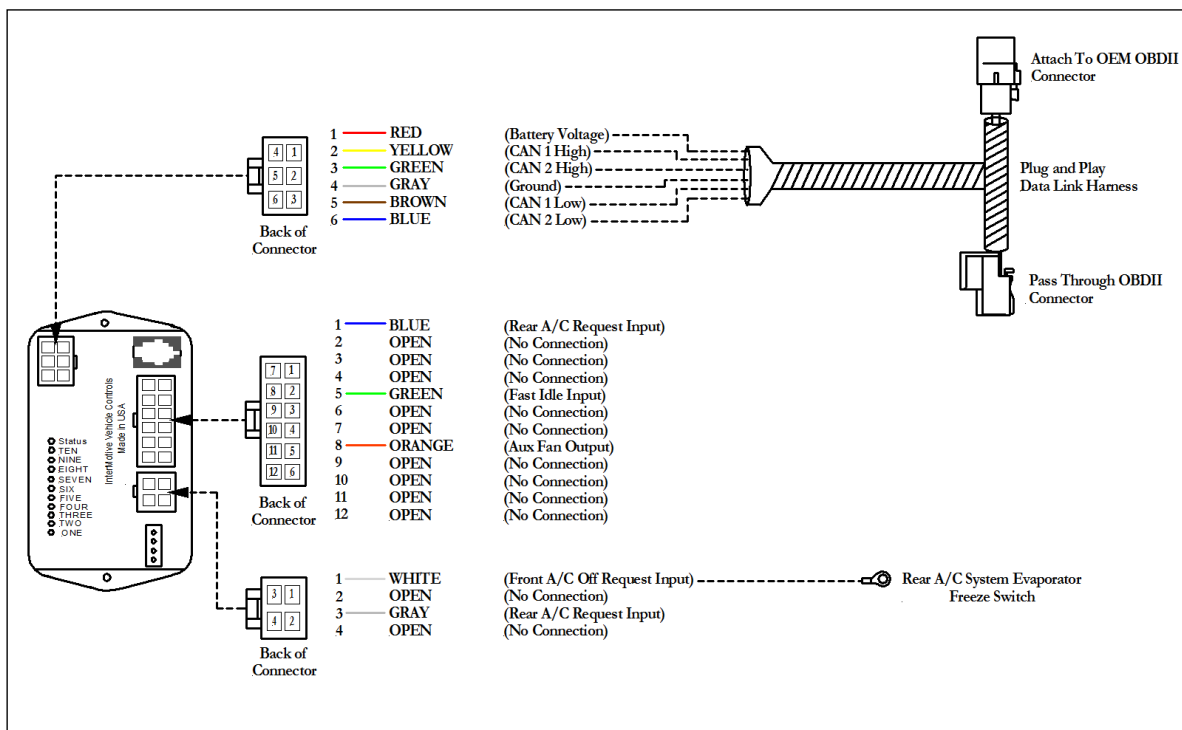 Attach To OEM OBDII
Connector
4 1
5 2
6 3
Back of
Connector
1 RED (Battery Voltage)
2 YELLOW (CAN 1 High)
3 GREEN (CAN 2 High)
4 GRAY (Ground)
5 BROWN (CAN 1 Low)
6 BLUE (CAN 2 Low)
Plug and Play
Data Link Harness
Pass Through OBDII
Connector
InterMotive Vehicle Controls
Made in USA
Status
TEN
NINE
EIGHT
SEVEN
SIX
FIVE
FOUR
THREE
TWO
ONE
7 1
8 2
9 3
10 4
11 5
12 6
Back of
Connector
1 BLUE (Rear A/C Request Input)
2 OPEN (No Connection)
3 OPEN (No Connection)
4 OPEN (No Connection)
5 GREEN (Fast Idle Input)
6 OPEN (No Connection)
7 OPEN (No Connection)
8 ORANGE (Aux Fan Output)
9 OPEN (No Connection)
10 OPEN (No Connection)
11 OPEN (No Connection)
12 OPEN (No Connection)
3 1
4 2
Back of
Connector
1 WHITE (Front A/C Off Request Input)
2 OPEN (No Connection)
3 GRAY (Rear A/C Request Input)
4 OPEN (No Connection)
Rear A/C System Evaporator
Freeze Switch